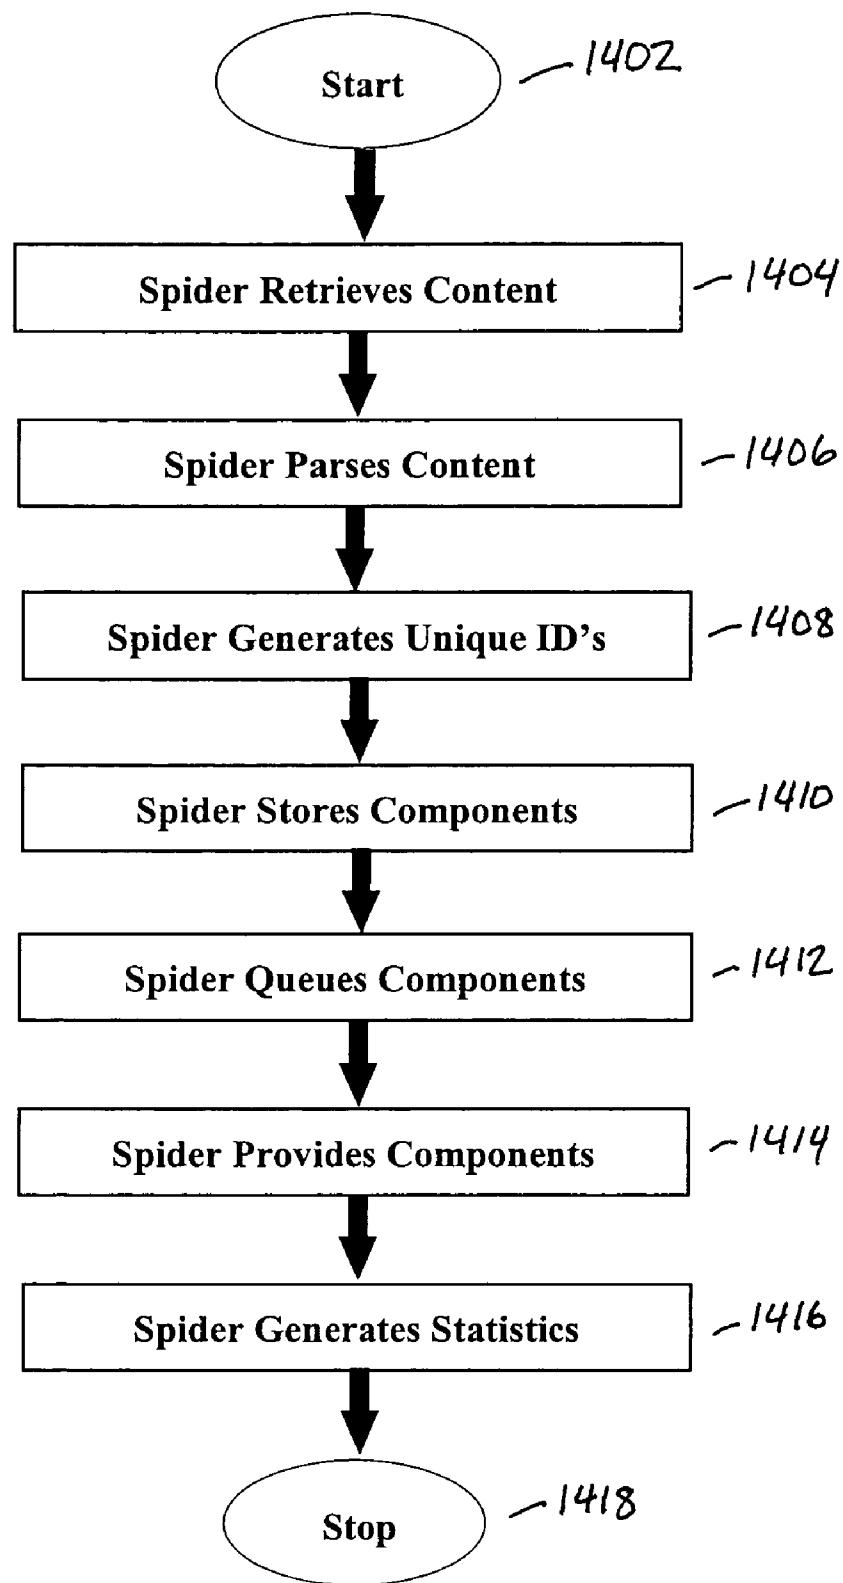 Start 1402
Spider Retrieves Content 1404
Spider Parses Content 1406
Spider Generates Unique ID's 1408
Spider Stores Components 1410
Spider Queues Components 1412
Spider Provides Components 1414
Spider Generates Statistics 1416
Stop 1418